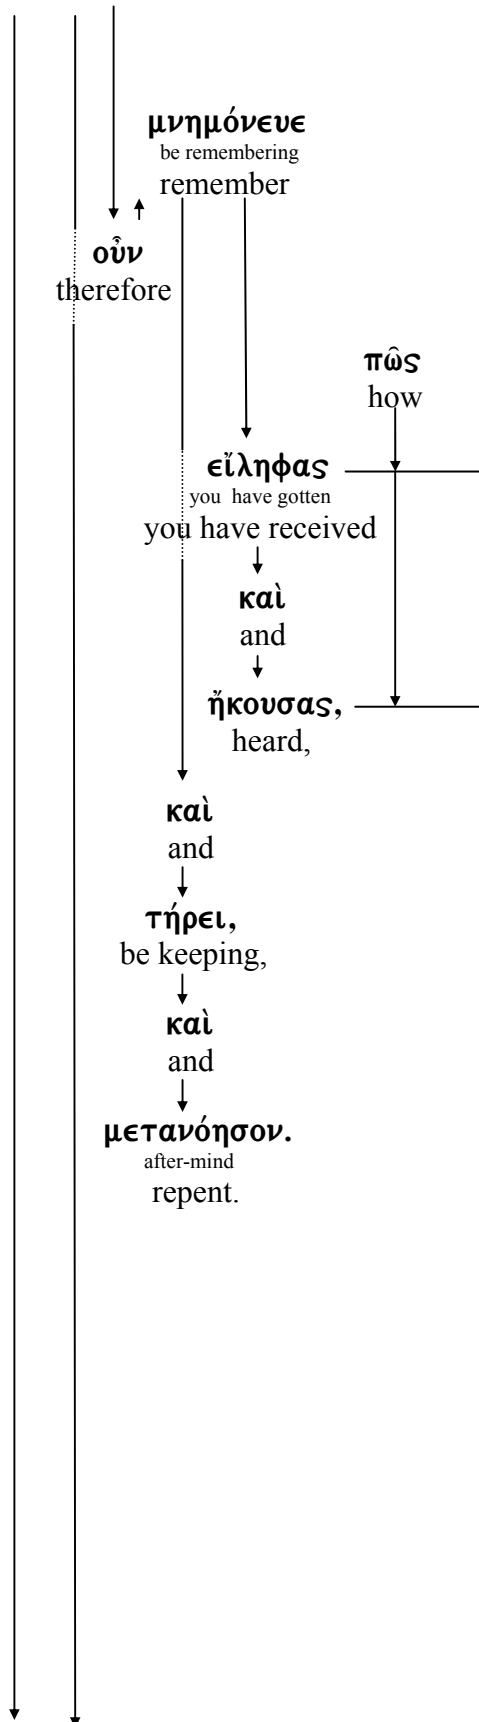 μνημόνευε
be remembering
remember
οὖν
therefore
πῶς
how
εἴληφας
you have gotten
you have received
καὶ
and
ἤκουσας,
heard,
καὶ
and
τήρει,
be keeping,
καὶ
and
μετανόησον.
after-mind
repent.